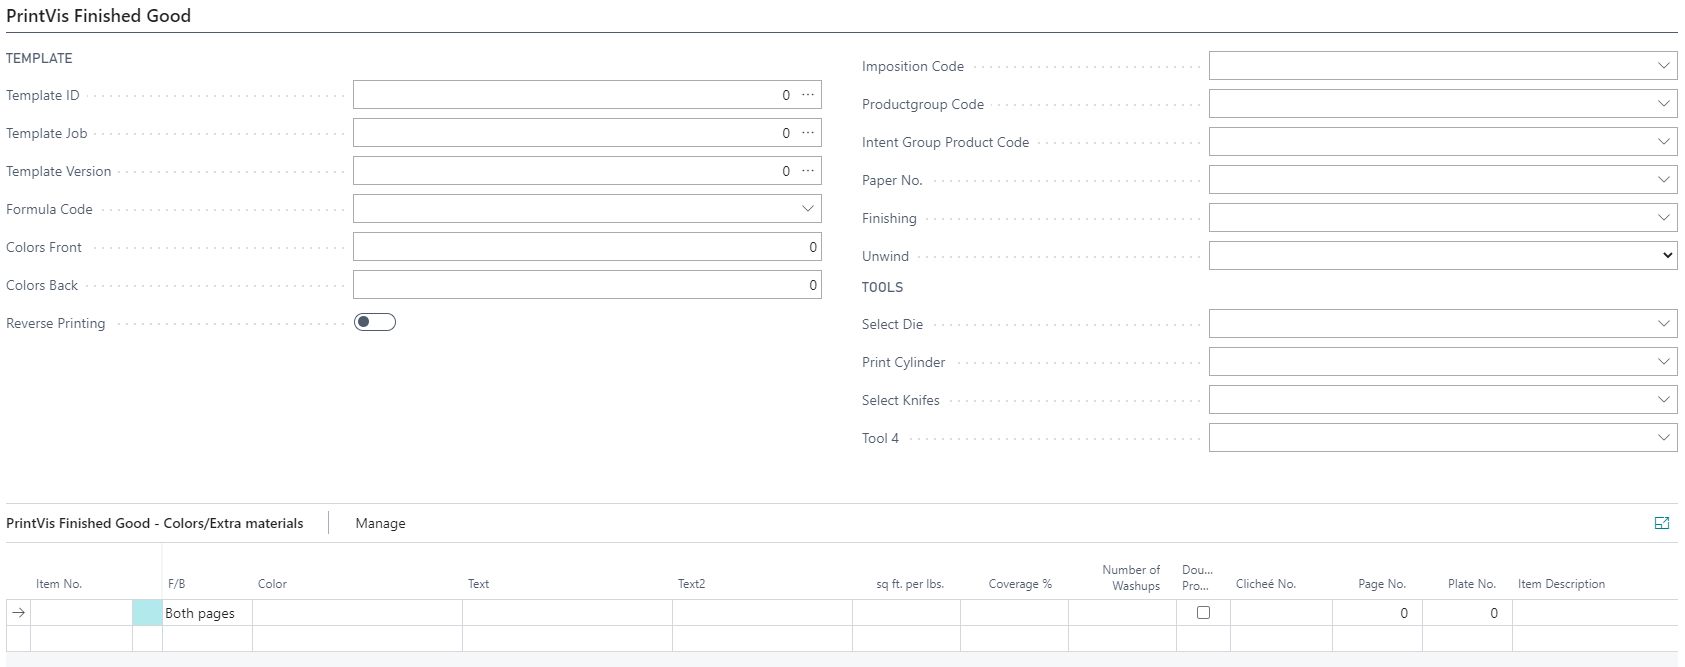 PrintVis Finished Good
TEMPLATE
Template ID 0 ...
Template Job 0 ...
Template Version 0 ...
Formula Code
Colors Front 0
Colors Back 0
Reverse Printing
Imposition Code
Productgroup Code
Intent Group Product Code
Paper No.
Finishing
Unwind
TOOLS
Select Die
Print Cylinder
Select Knifes
Tool 4
PrintVis Finished Good - Colors/Extra materials Manage
Item No. F/B Color Text Text2 sq ft. per lbs. Coverage % Number of Washups Dou... Pro... Clicheé No. Page No. Plate No. Item Description
Both pages 0 0